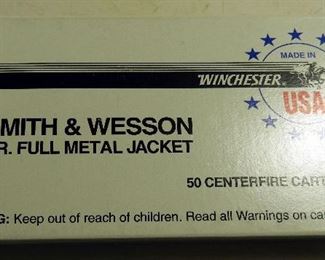 MADE IN
WINCHESTER
USA
MITH & WESSON
R. FULL METAL JACKET
50 CENTERFIRE CART
G: Keep out of reach of children. Read all Warnings on ca